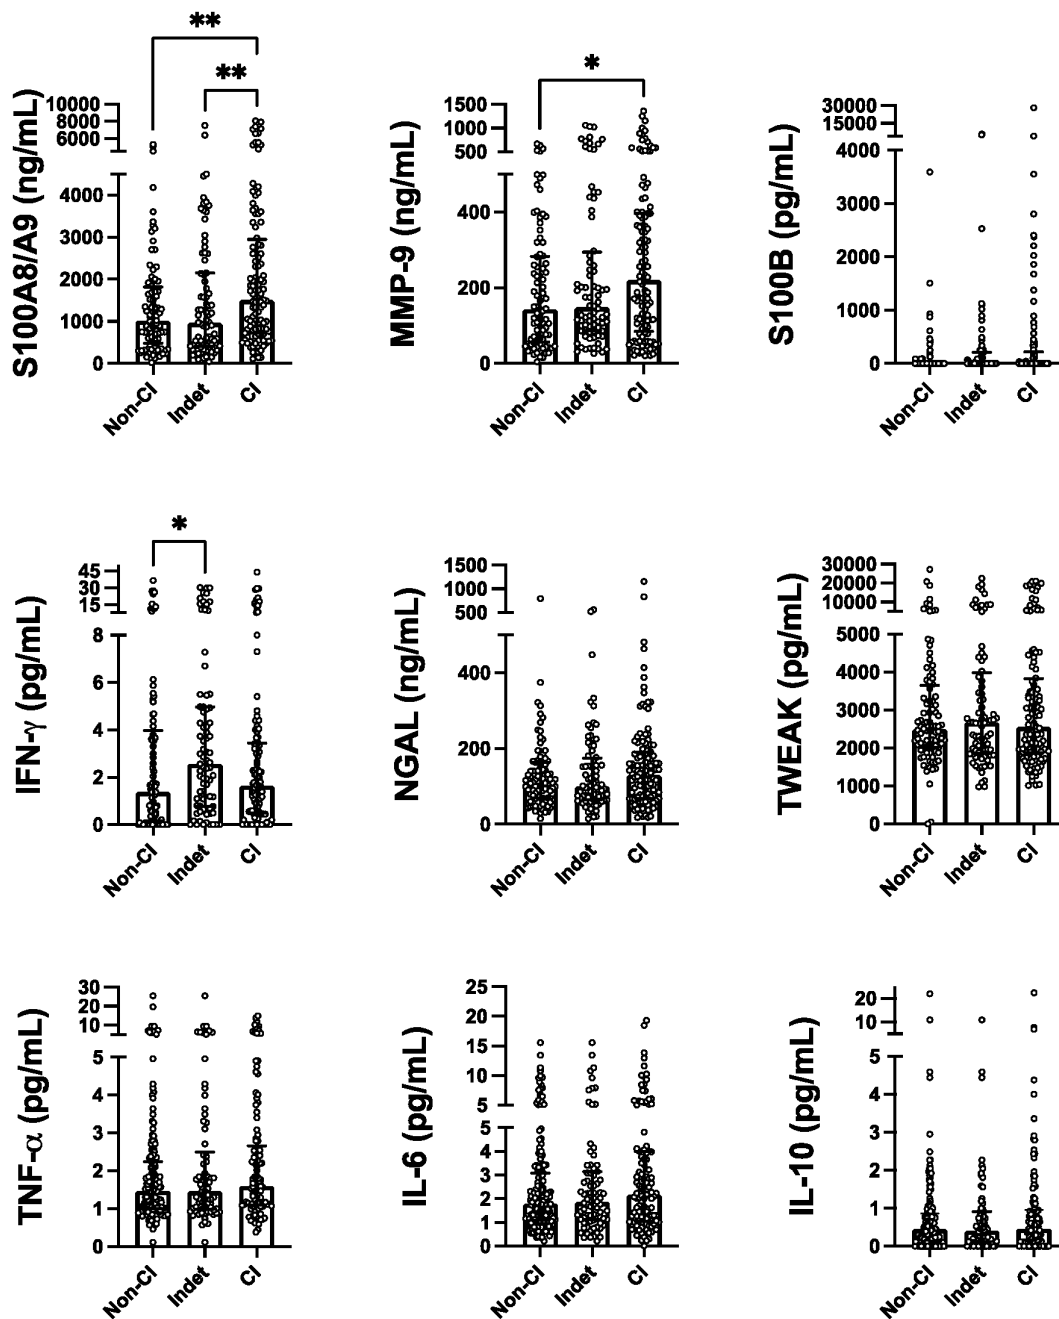 **
**
S100A8/A9 (ng/mL)
10000
8000
6000
4000
3000
2000
1000
0
Non-CI
Indet
CI
*
MMP-9 (ng/mL)
1500
1000
500
400
200
0
Non-CI
Indet
CI
S100B (pg/mL)
30000
15000
4000
3000
2000
1000
0
Non-CI
Indet
CI
*
IFN-γ (pg/mL)
45
30
15
8
6
4
2
0
Non-CI
Indet
CI
NGAL (ng/mL)
1500
1000
500
400
200
0
Non-CI
Indet
CI
TWEAK (pg/mL)
30000
20000
10000
5000
4000
3000
2000
1000
0
Non-CI
Indet
CI
TNF-α (pg/mL)
30
20
10
5
4
3
2
1
0
Non-CI
Indet
CI
IL-6 (pg/mL)
25
20
15
10
5
5
4
3
2
1
0
Non-CI
Indet
CI
IL-10 (pg/mL)
20
10
5
4
3
2
1
0
Non-CI
Indet
CI